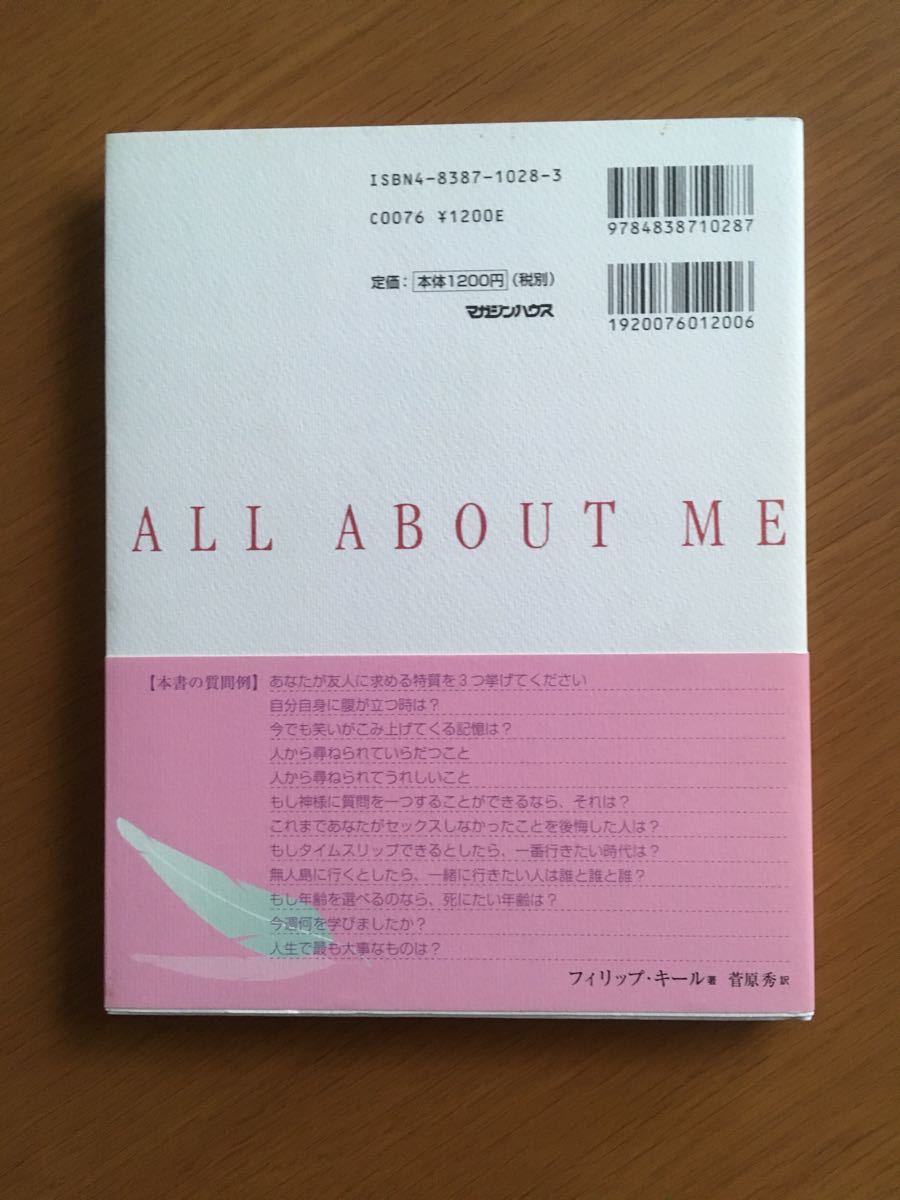 ISBN4-8387-1028-3
C0076 ¥1200E
9784838710287
定価：本体1200円（税別）
マガジンハウス
1920076012006
ALL ABOUT ME
【本書の質問例】あなたが友人に求める特質を3つ挙げてください
自分自身に腹が立つ時は？
今でも笑いがこみ上げてくる記憶は？
人から尋ねられていらだつこと
人から尋ねられてうれしいこと
もし神様に質問を一つすることができるなら、それは？
これまであなたがセックスしなかったことを後悔した人は？
もしタイムスリップできるとしたら、一番行きたい時代は？
無人島に行くとしたら、一緒に行きたい人は誰と誰と誰？
もし年齢を選べるのなら、死にたい年齢は？
今週何を学びましたか？
人生で最も大事なものは？
フィリップ・キール著 菅原秀訳